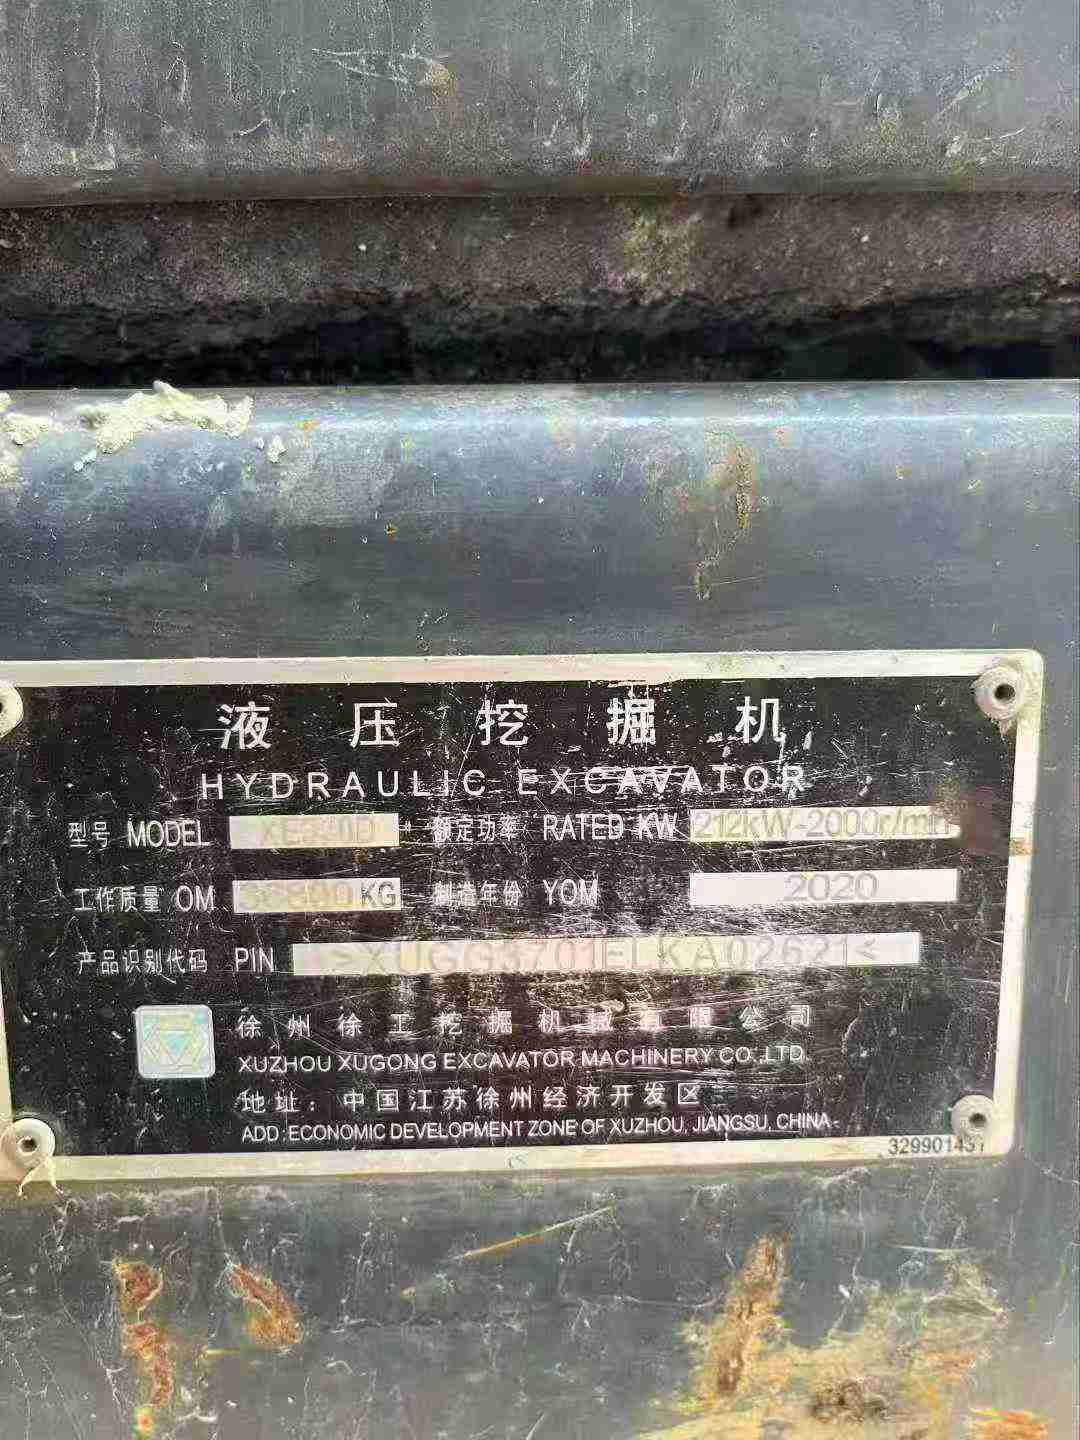 液压挖掘机
HYDRAULIC EXCAVATOR
型号 MODEL 额定功率 RATED KW 212kW-2000r/min
工作质量 OM KG 制造年份 YOM 2020
产品识别代码 PIN >XUGG3701ELKA02621<
徐州徐工挖掘机械有限公司
XUZHOU XUGONG EXCAVATOR MACHINERY CO.,LTD.
地址：中国江苏徐州经济开发区
ADD:ECONOMIC DEVELOPMENT ZONE OF XUZHOU, JIANGSU, CHINA